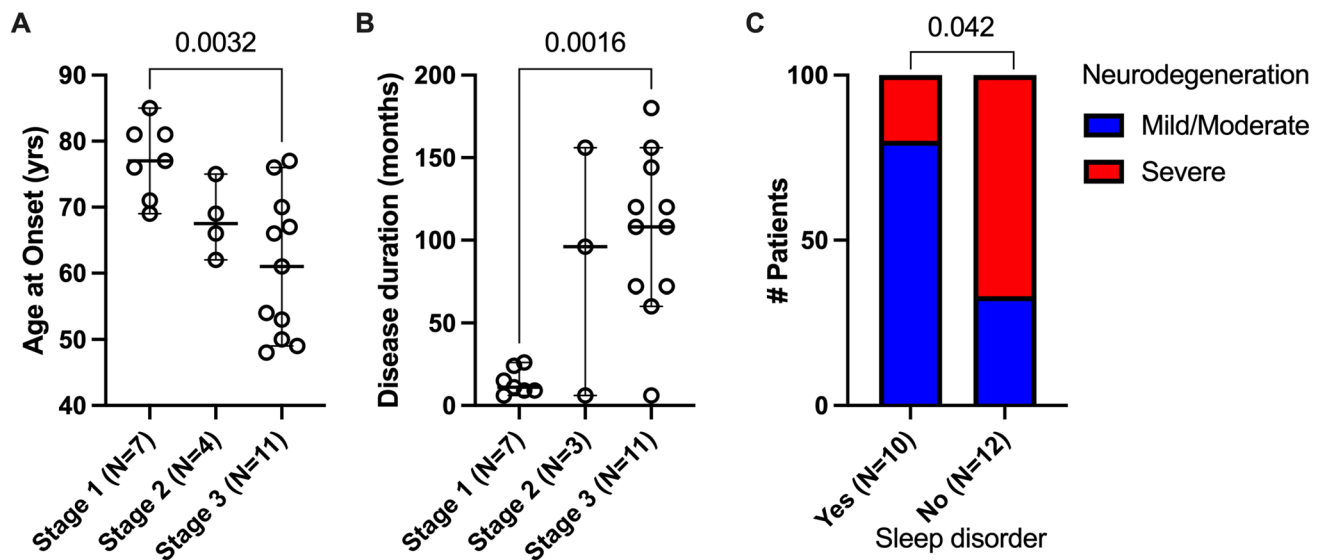 A
0.0032
Age at Onset (yrs)
90
80
70
60
50
40
Stage 1 (N=7)
Stage 2 (N=4)
Stage 3 (N=11)
B
0.0016
Disease duration (months)
200
150
100
50
0
Stage 1 (N=7)
Stage 2 (N=3)
Stage 3 (N=11)
C
0.042
# Patients
100
50
0
Yes (N=10)
No (N=12)
Sleep disorder
Neurodegeneration
Mild/Moderate
Severe